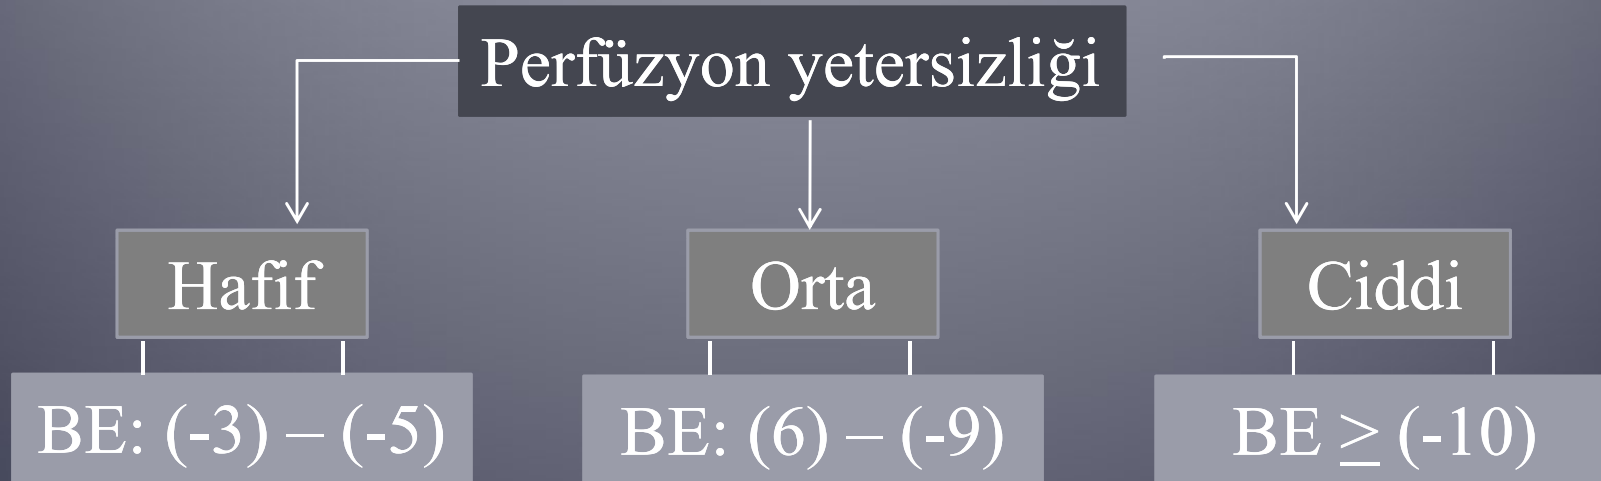 Perfüzyon yetersizliği
Hafif
Orta
Ciddi
BE: (-3) – (-5)
BE: (6) – (-9)
BE ≥ (-10)